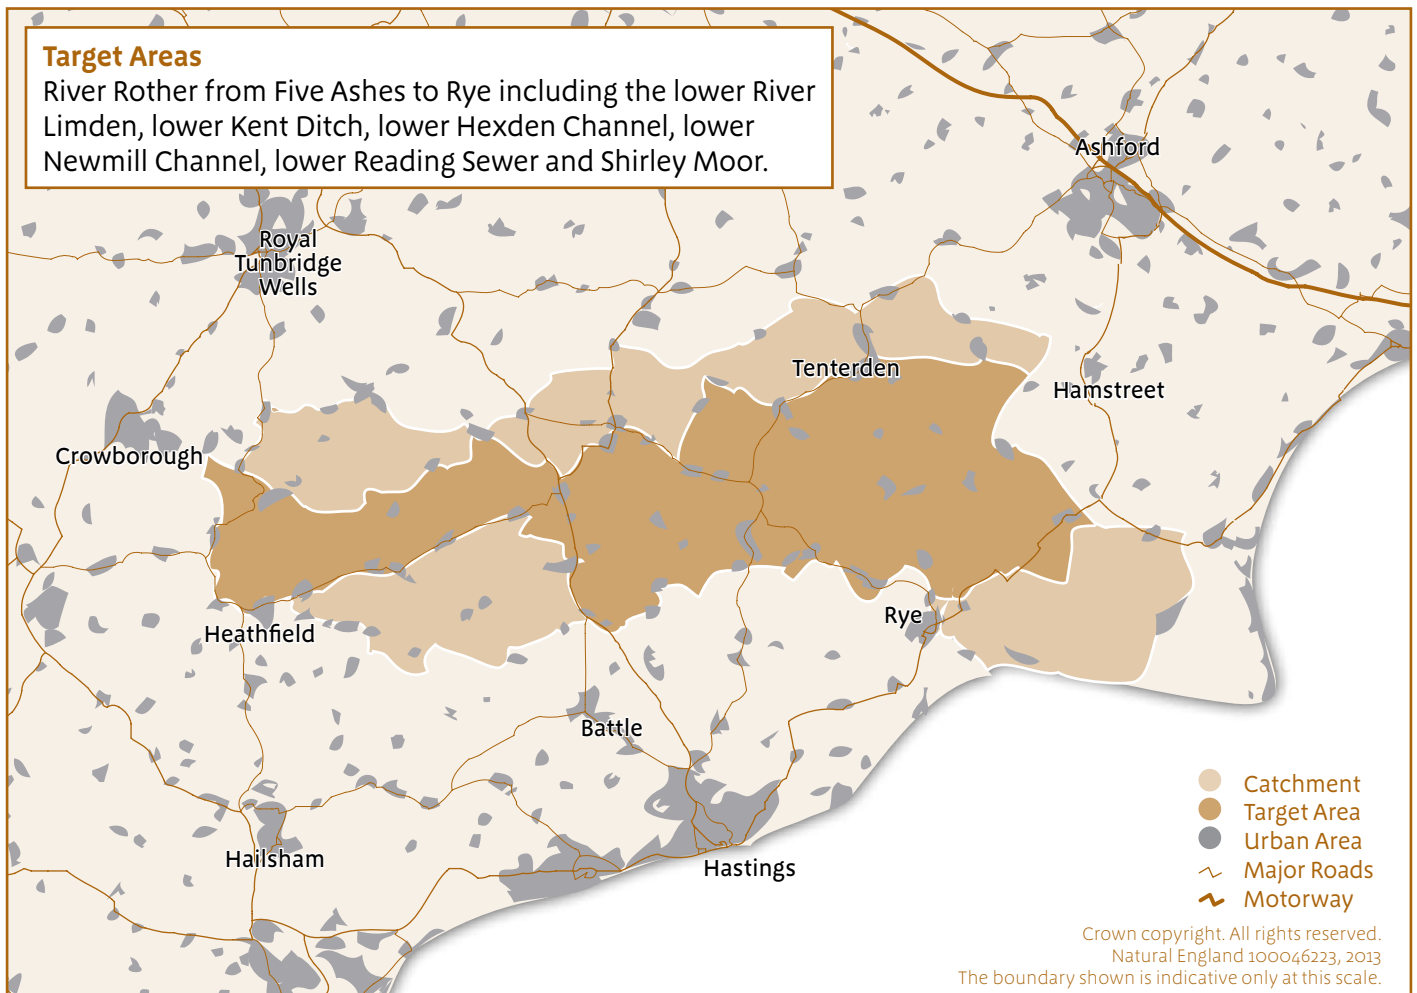 Target Areas
River Rother from Five Ashes to Rye including the lower River
Limden, lower Kent Ditch, lower Hexden Channel, lower
Newmill Channel, lower Reading Sewer and Shirley Moor.
Ashford
Royal
Tunbridge
Wells
Tenterden
Hamstreet
Crowborough
Rye
Heathfield
Battle
Hailsham
Hastings
Catchment
Target Area
Urban Area
Major Roads
Motorway
Crown copyright. All rights reserved.
Natural England 100046223, 2013
The boundary shown is indicative only at this scale.